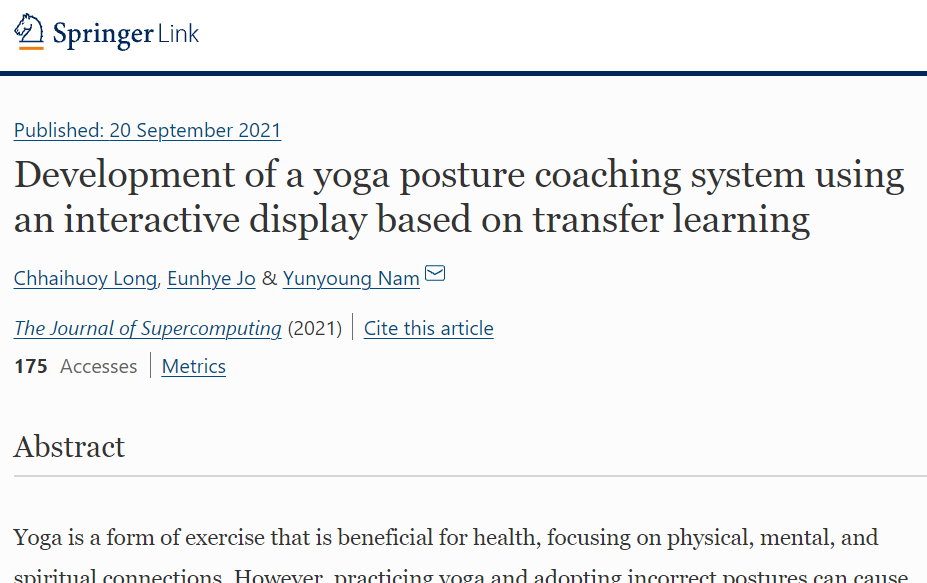 Springer Link
Published: 20 September 2021
Development of a yoga posture coaching system using
an interactive display based on transfer learning
Chhaihuoy Long, Eunhye Jo & Yunyoung Nam
The Journal of Supercomputing (2021) | Cite this article
175 Accesses | Metrics
Abstract
Yoga is a form of exercise that is beneficial for health, focusing on physical, mental, and
spiritual connections. However, practicing yoga and adopting incorrect postures can cause